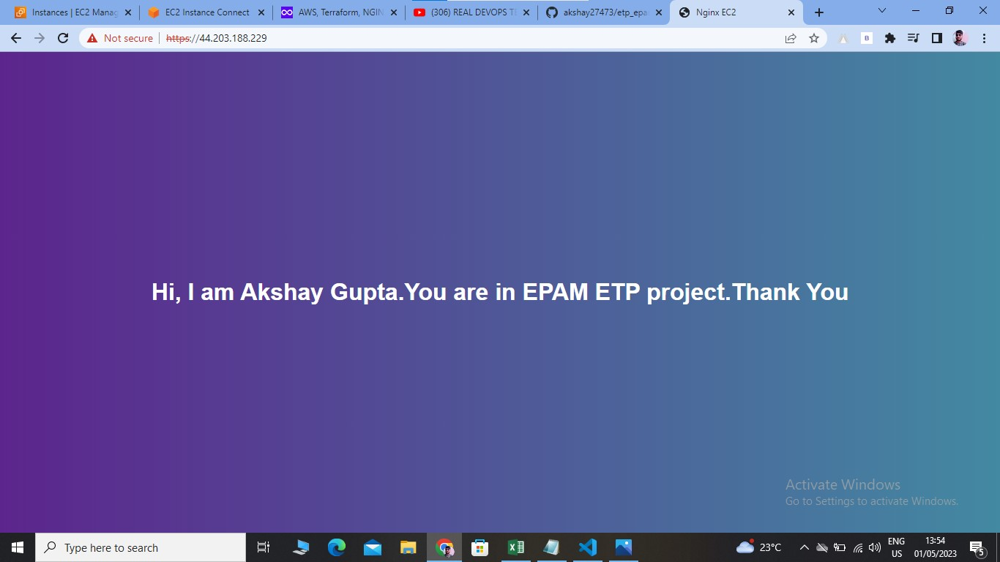 Instances | EC2 Manag
EC2 Instance Connect
AWS, Terraform, NGIN
(306) REAL DEVOPS TE
akshay27473/etp_epa
Nginx EC2
Not secure
https://44.203.188.229
B
Hi, I am Akshay Gupta.You are in EPAM ETP project.Thank You
Activate Windows
Go to Settings to activate Windows.
Type here to search
23°C
ENG
US
13:54
01/05/2023
5